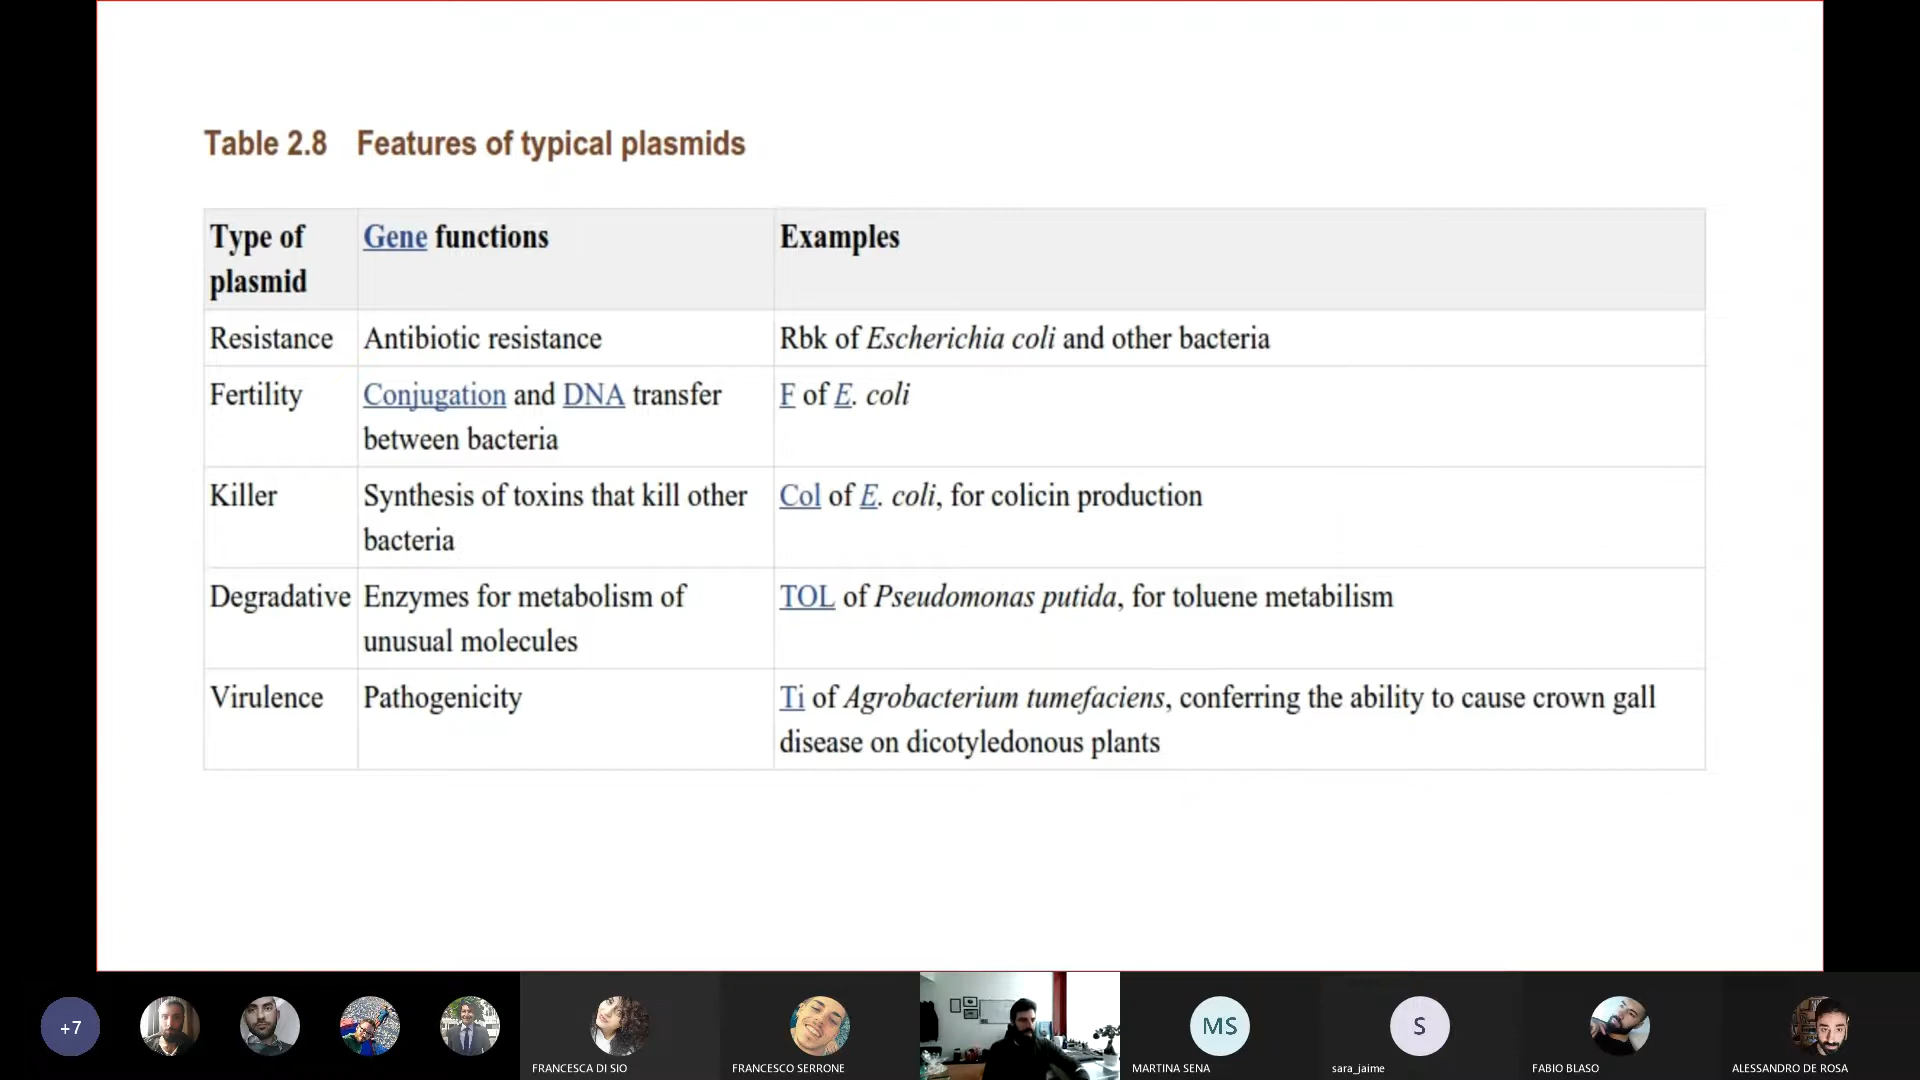 Table 2.8 Features of typical plasmids
Type of plasmid Gene functions Examples
Resistance Antibiotic resistance Rbk of Escherichia coli and other bacteria
Fertility Conjugation and DNA transfer between bacteria F of E. coli
Killer Synthesis of toxins that kill other bacteria Col of E. coli, for colicin production
Degradative Enzymes for metabolism of unusual molecules TOL of Pseudomonas putida, for toluene metabilism
Virulence Pathogenicity Ti of Agrobacterium tumefaciens, conferring the ability to cause crown gall disease on dicotyledonous plants
+7
FRANCESCA DI SIO
FRANCESCO SERRONE
MS
MARTINA SENA
S
sara_jaime
FABIO BLASO
ALESSANDRO DE ROSA